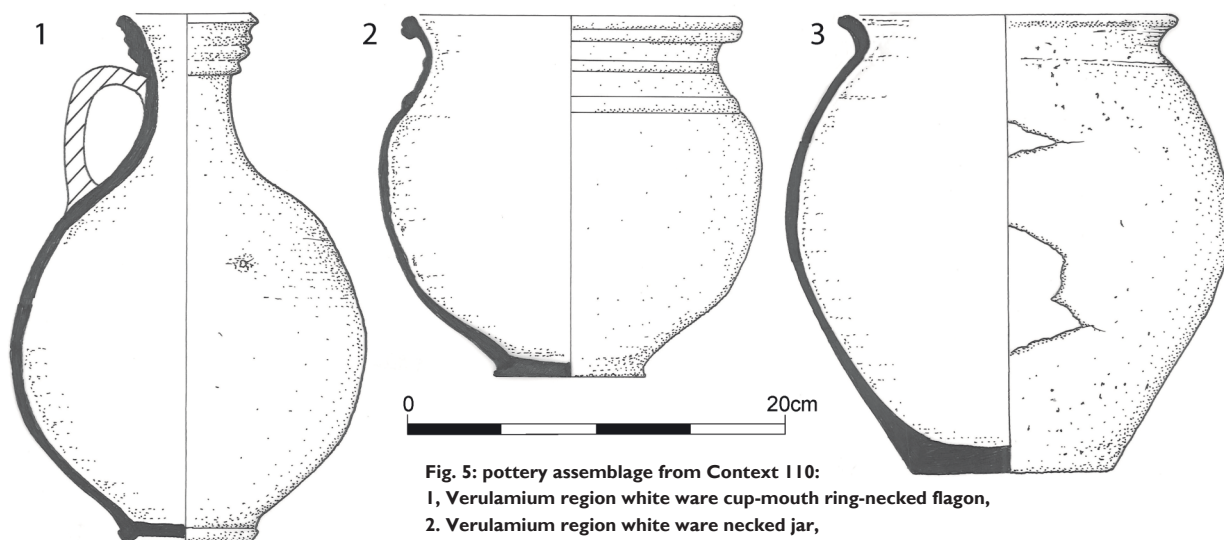 1
2
3
0 20cm
Fig. 5: pottery assemblage from Context 110:
1, Verulamium region white ware cup-mouth ring-necked flagon,
2. Verulamium region white ware necked jar,